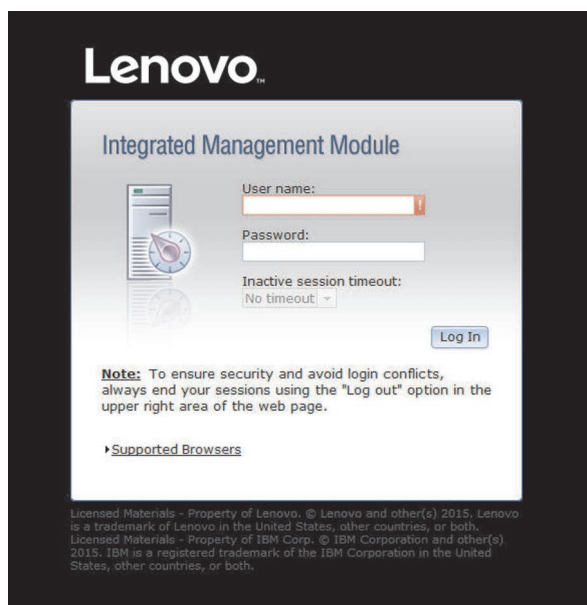 Lenovo™
Integrated Management Module
User name:
!
Password:
Inactive session timeout:
No timeout
Log In
Note: To ensure security and avoid login conflicts,
always end your sessions using the "Log out" option in the
upper right area of the web page.
Supported Browsers
Licensed Materials - Property of Lenovo. © Lenovo and other(s) 2015. Lenovo
is a trademark of Lenovo in the United States, other countries, or both.
Licensed Materials - Property of IBM Corp. © IBM Corporation and other(s)
2015. IBM is a registered trademark of the IBM Corporation in the United
States, other countries, or both.